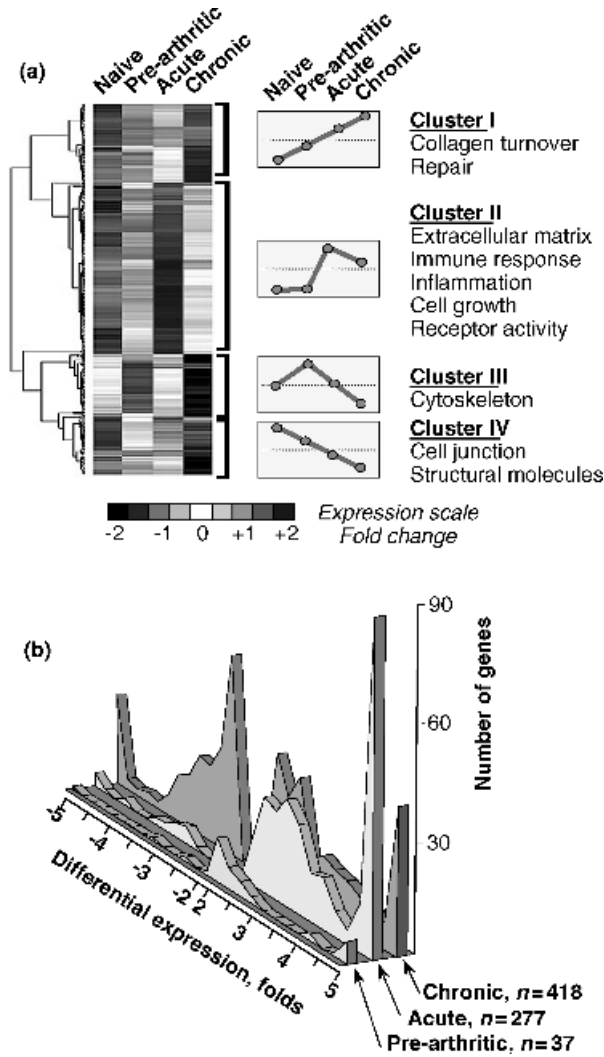 (a)
Naive
Pre-arthritic
Acute
Chronic
Naive
Pre-arthritic
Acute
Chronic
Cluster I
Collagen turnover
Repair
Cluster II
Extracellular matrix
Immune response
Inflammation
Cell growth
Receptor activity
Cluster III
Cytoskeleton
Cluster IV
Cell junction
Structural molecules
-2 -1 0 +1 +2
Expression scale
Fold change
(b)
90
60
30
Number of genes
-5 -4 -3 -2 2 3 4 5
Differential expression, folds
Chronic, n=418
Acute, n=277
Pre-arthritic, n=37